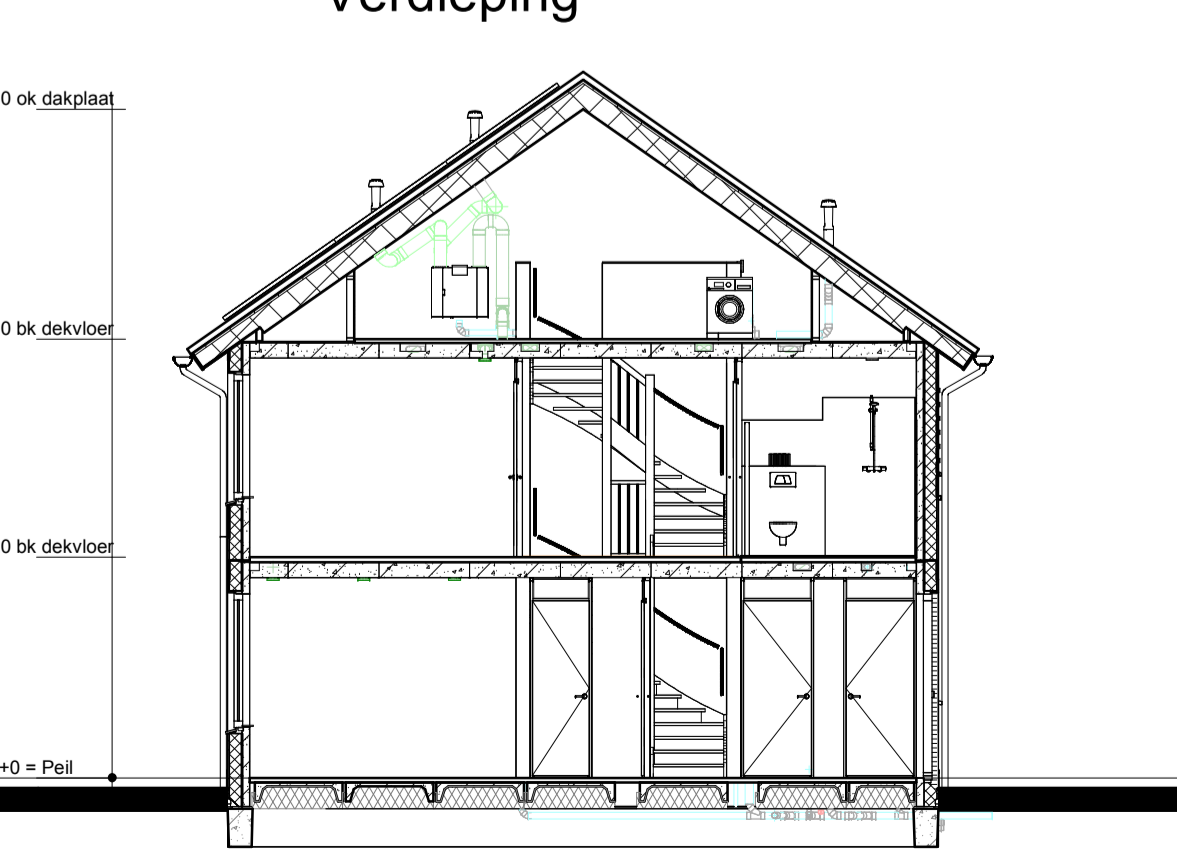 Verdieping
0 ok dakplaat
0 bk dekvloer
0 bk dekvloer
+0 = Peil